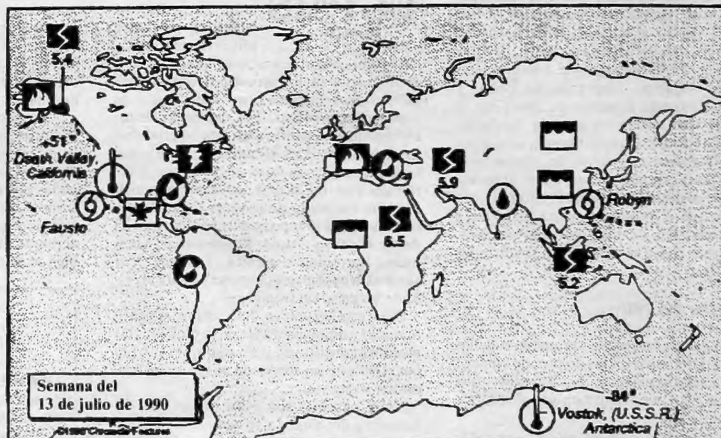 5.4
+51°
Death Valley,
California
Fausto
5.9
6.5
5.2
Robyn
Semana del
13 de julio de 1990
-84°
Vostok, (U.S.S.R.)
Antarctica